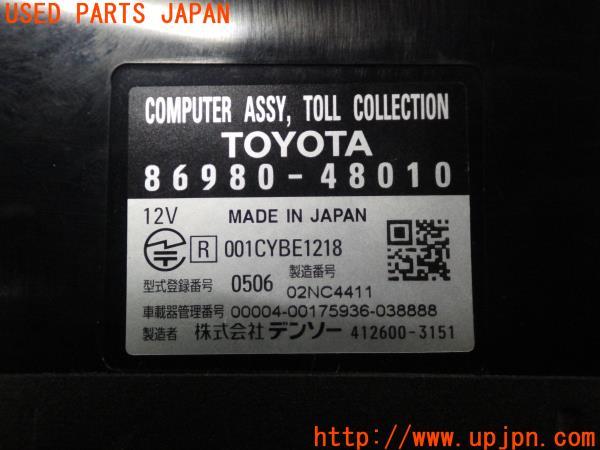 USED PARTS JAPAN
COMPUTER ASSY, TOLL COLLECTION
TOYOTA
86980-48010
12V MADE IN JAPAN
R 001CYBE1218
型式登録番号 0506 製造番号 02NC4411
車載器管理番号 00004-00175936-038888
製造者 株式会社デンソー 412600-3151
http://www.upjpn.com